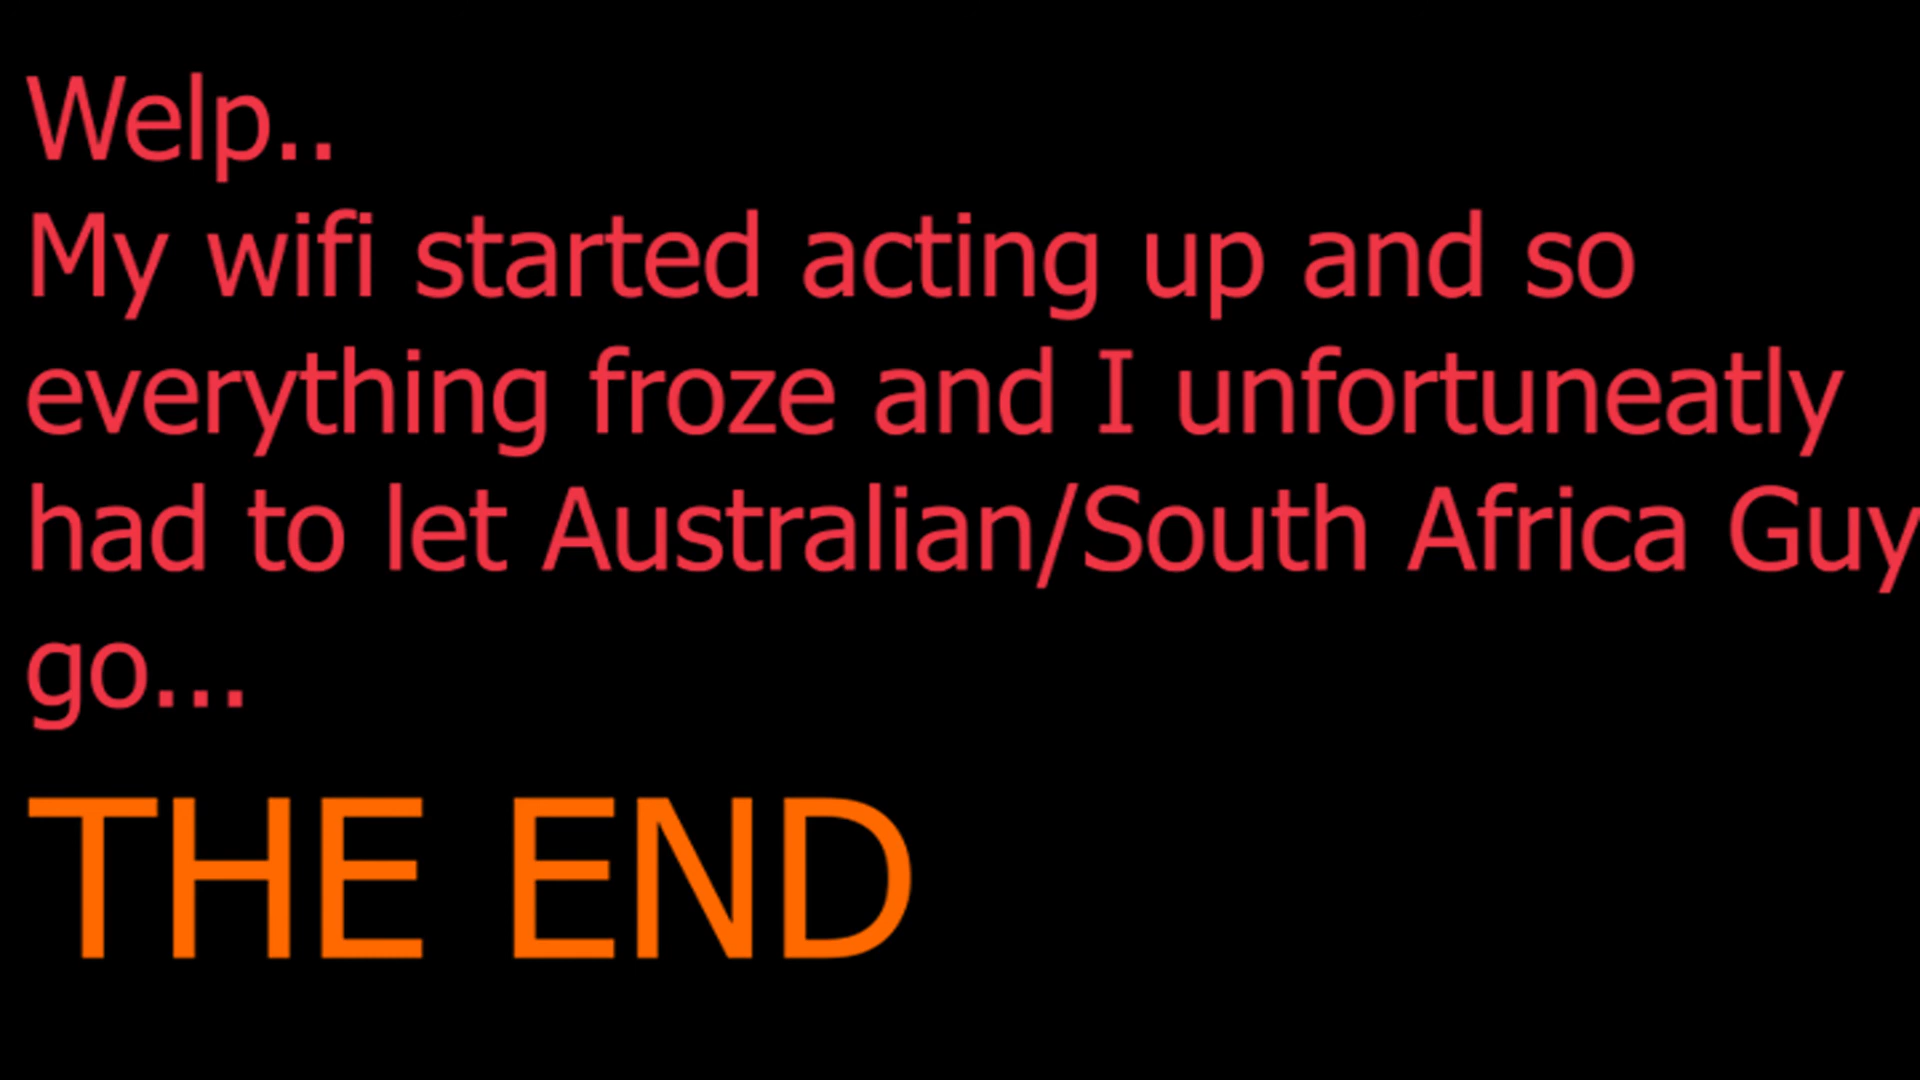 Welp..
My wifi started acting up and so
everything froze and I unfortuneatly
had to let Australian/South Africa Guy
go...
THE END